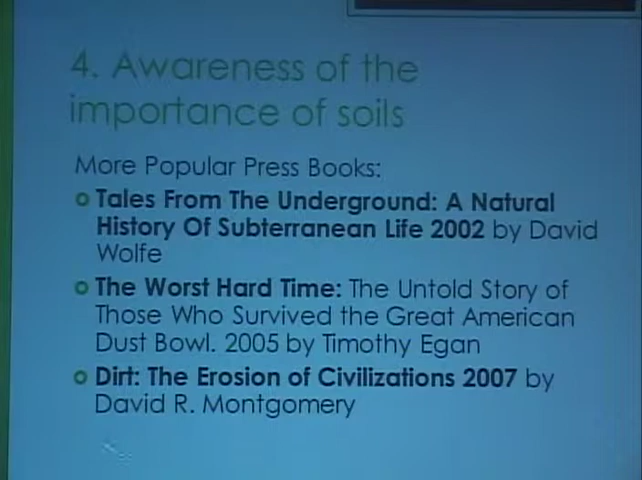 4. Awareness of the
importance of soils
More Popular Press Books:
Tales From The Underground: A Natural
History Of Subterranean Life 2002 by David
Wolfe
The Worst Hard Time: The Untold Story of
Those Who Survived the Great American
Dust Bowl. 2005 by Timothy Egan
Dirt: The Erosion of Civilizations 2007 by
David R. Montgomery